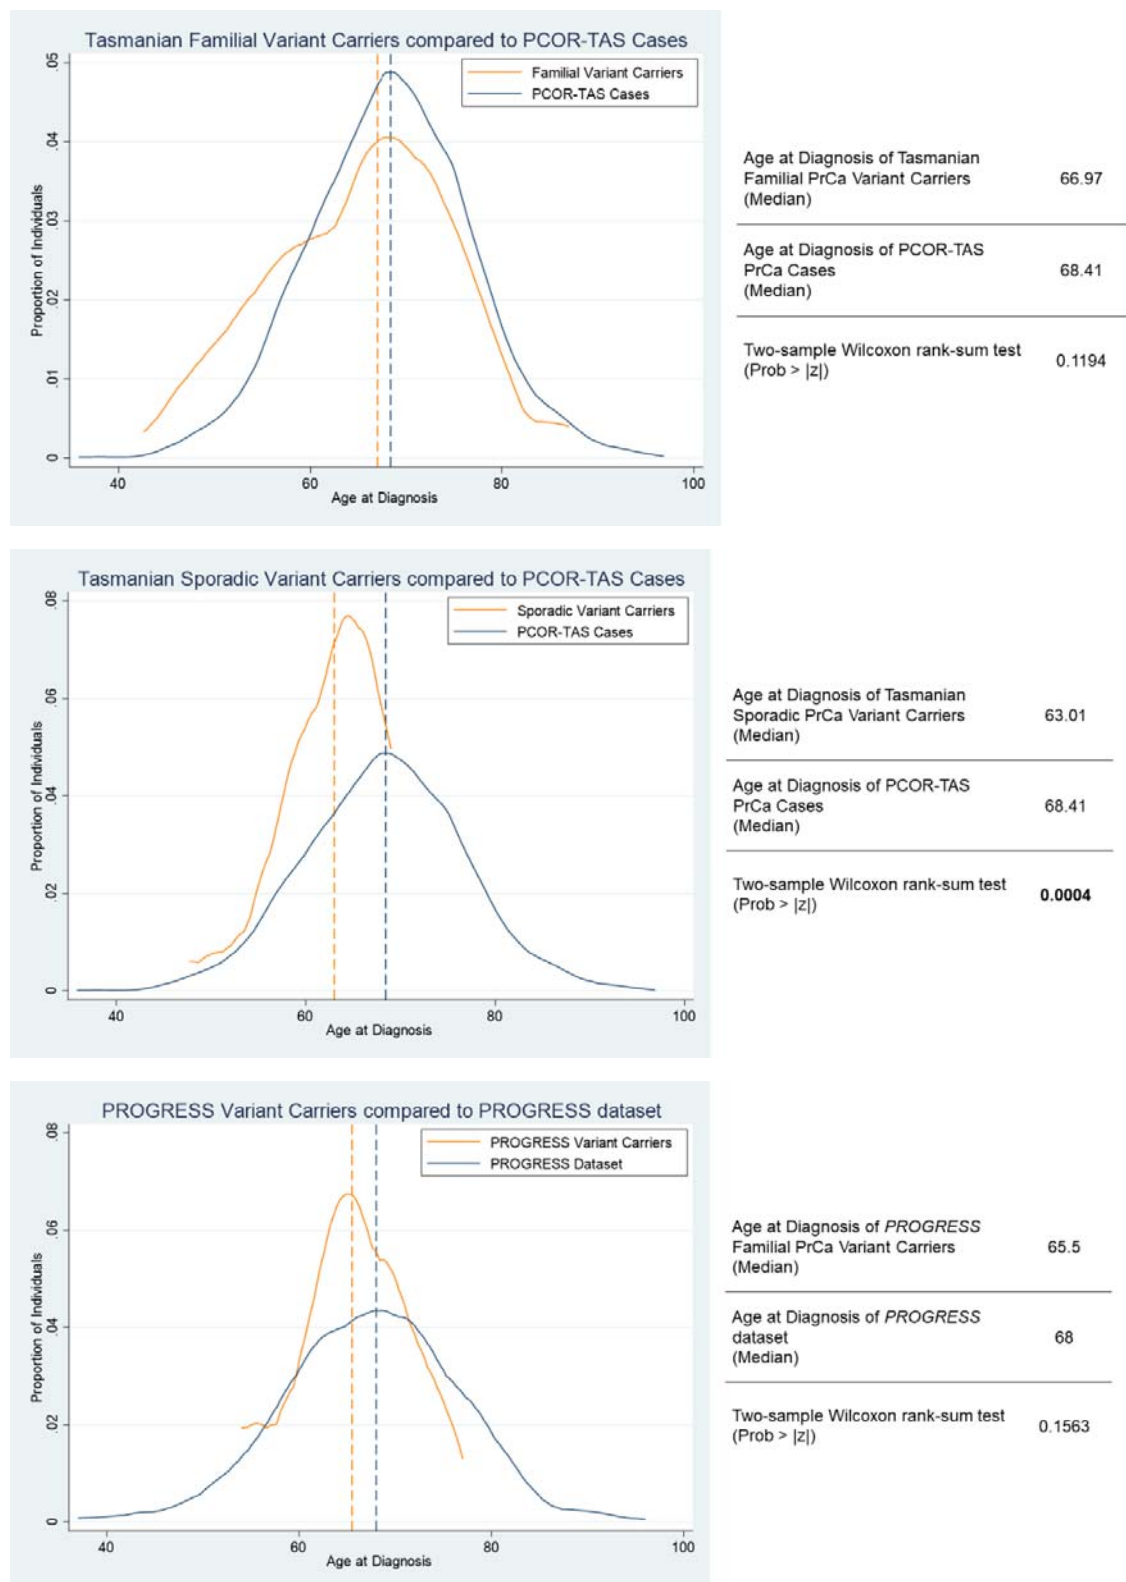 Tasmanian Familial Variant Carriers compared to PCOR-TAS Cases
Familial Variant Carriers
PCOR-TAS Cases
Proportion of Individuals
.05
.04
.03
.02
.01
0
40
60
80
100
Age at Diagnosis
Age at Diagnosis of Tasmanian
Familial PrCa Variant Carriers
(Median)
66.97
Age at Diagnosis of PCOR-TAS
PrCa Cases
(Median)
68.41
Two-sample Wilcoxon rank-sum test
(Prob > |z|)
0.1194
Tasmanian Sporadic Variant Carriers compared to PCOR-TAS Cases
Sporadic Variant Carriers
PCOR-TAS Cases
Proportion of Individuals
.08
.06
.04
.02
0
40
60
80
100
Age at Diagnosis
Age at Diagnosis of Tasmanian
Sporadic PrCa Variant Carriers
(Median)
63.01
Age at Diagnosis of PCOR-TAS
PrCa Cases
(Median)
68.41
Two-sample Wilcoxon rank-sum test
(Prob > |z|)
0.0004
PROGRESS Variant Carriers compared to PROGRESS dataset
PROGRESS Variant Carriers
PROGRESS Dataset
Proportion of Individuals
.08
.06
.04
.02
0
40
60
80
100
Age at Diagnosis
Age at Diagnosis of PROGRESS
Familial PrCa Variant Carriers
(Median)
65.5
Age at Diagnosis of PROGRESS
dataset
(Median)
68
Two-sample Wilcoxon rank-sum test
(Prob > |z|)
0.1563